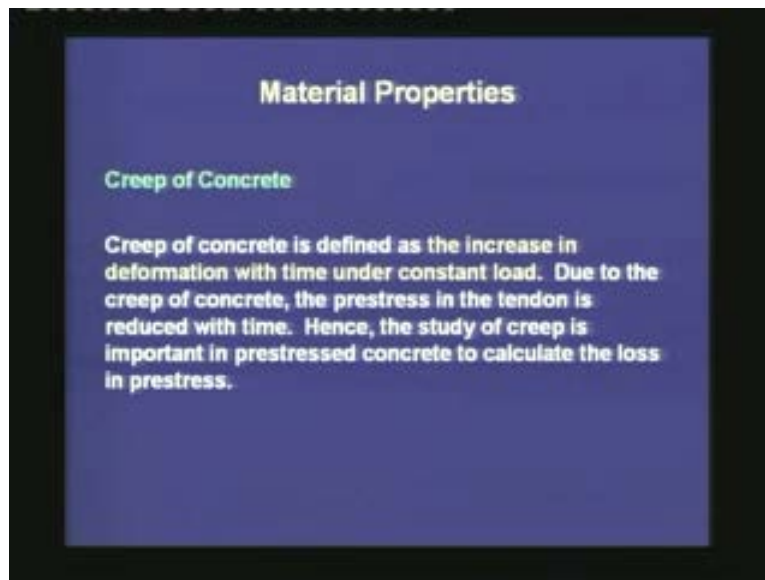 Material Properties
Creep of Concrete
Creep of concrete is defined as the increase in
deformation with time under constant load. Due to the
creep of concrete, the prestress in the tendon is
reduced with time. Hence, the study of creep is
important in prestressed concrete to calculate the loss
in prestress.